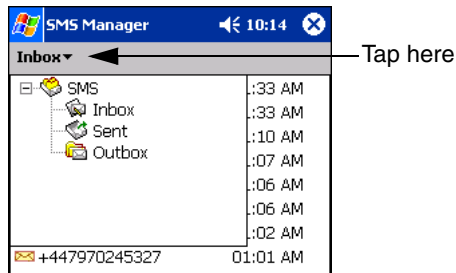 SMS Manager 10:14
Inbox Tap here
SMS :33 AM
Inbox :33 AM
Sent :10 AM
Outbox :07 AM
:06 AM
:06 AM
:02 AM
+447970245327 01:01 AM